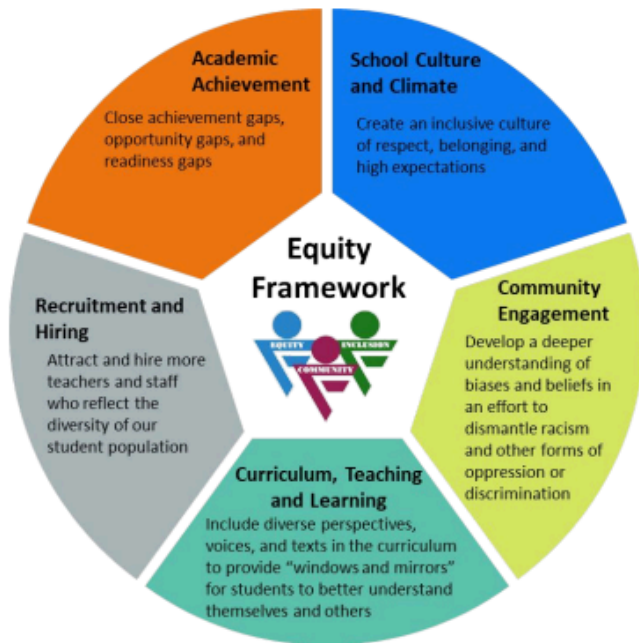 Academic
Achievement
Close achievement gaps,
opportunity gaps, and
readiness gaps
School Culture
and Climate
Create an inclusive culture
of respect, belonging, and
high expectations
Equity
Framework
EQUITY
INCLUSION
COMMUNITY
Recruitment and
Hiring
Attract and hire more
teachers and staff
who reflect the
diversity of our
student population
Community
Engagement
Develop a deeper
understanding of
biases and beliefs in
an effort to
dismantle racism
and other forms of
oppression or
discrimination
Curriculum, Teaching
and Learning
Include diverse perspectives,
voices, and texts in the curriculum
to provide “windows and mirrors”
for students to better understand
themselves and others